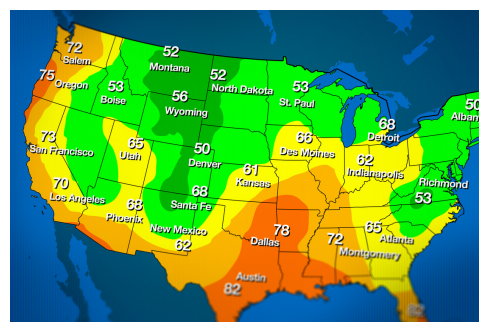 72
Salem
75
Oregon
53
Boise
52
Montana
52
North Dakota
56
Wyoming
53
St. Paul
68
Detroit
50
Alban
73
San Francisco
65
Utah
50
Denver
66
Des Moines
62
Indianapolis
61
Kansas
Richmond
53
70
Los Angeles
68
Phoenix
68
Santa Fe
New Mexico
62
78
Dallas
72
Montgomery
65
Atlanta
Austin
82